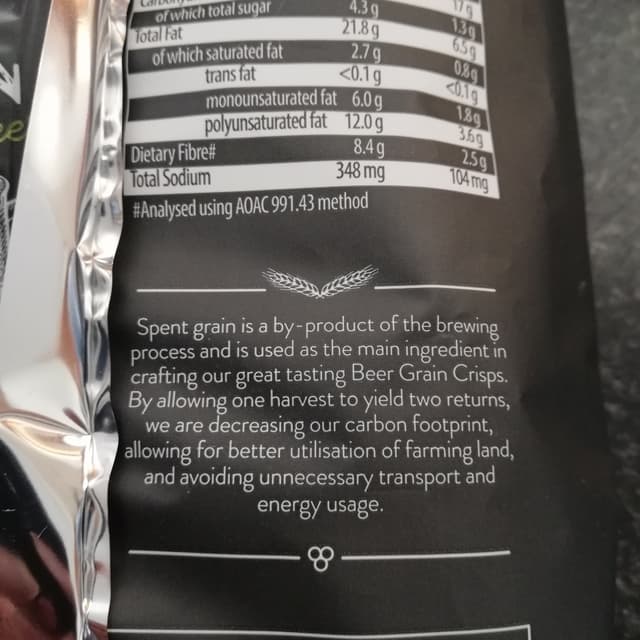 of which total sugar 4.3 g 1.3 g
Total Fat 21.8 g 6.5 g
of which saturated fat 2.7 g 0.8 g
trans fat <0.1 g <0.1 g
monounsaturated fat 6.0 g 1.8 g
polyunsaturated fat 12.0 g 3.6 g
Dietary Fibre# 8.4 g 2.5 g
Total Sodium 348 mg 104 mg
#Analysed using AOAC 991.43 method
Spent grain is a by-product of the brewing
process and is used as the main ingredient in
crafting our great tasting Beer Grain Crisps.
By allowing one harvest to yield two returns,
we are decreasing our carbon footprint,
allowing for better utilisation of farming land,
and avoiding unnecessary transport and
energy usage.